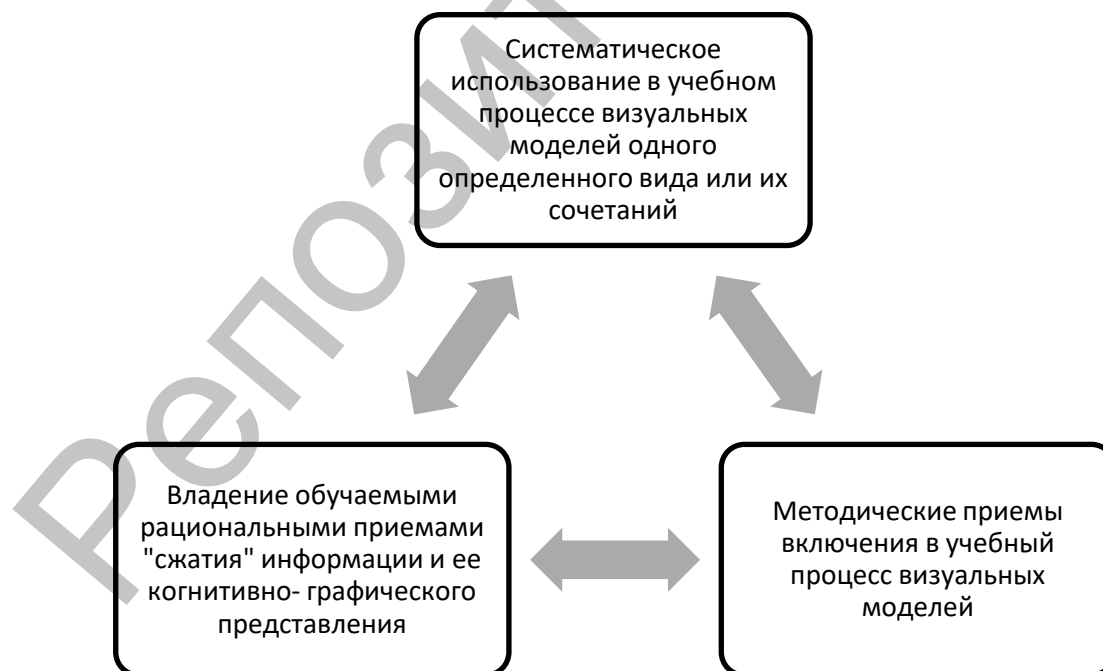 Систематическое
использование в учебном
процессе визуальных
моделей одного
определенного вида или их
сочетаний
Владение обучаемыми
рациональными приемами
"сжатия" информации и ее
когнитивно- графического
представления
Методические приемы
включения в учебный
процесс визуальных
моделей
Репозит